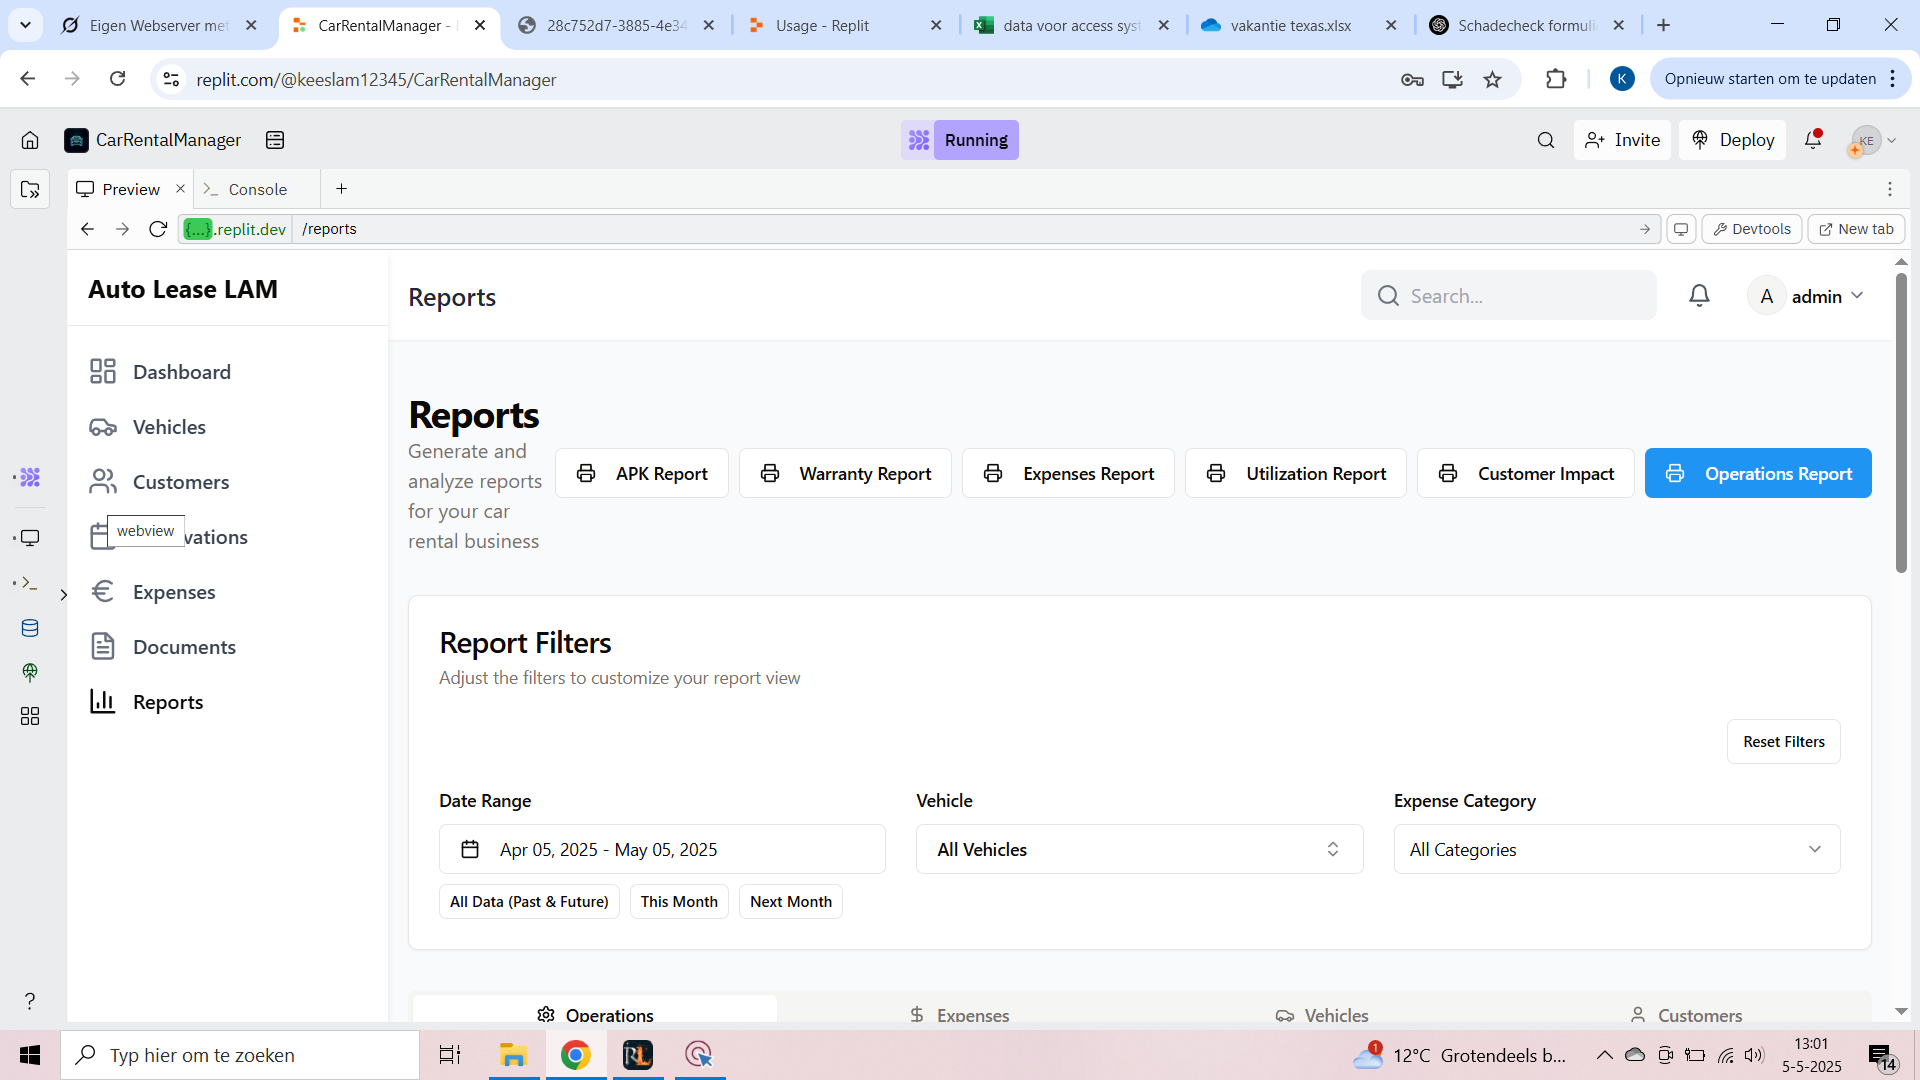 Eigen Webserver met
CarRentalManager -
28c752d7-3885-4e34
Usage - Replit
data voor access syst
vakantie texas.xlsx
Schadecheck formuli
replit.com/@keeslam12345/CarRentalManager
K
Opnieuw starten om te updaten
CarRentalManager
Running
Invite
Deploy
KE
Preview
Console
{...}.replit.dev
/reports
Devtools
New tab
Auto Lease LAM
Reports
Search...
A
admin
Dashboard
Vehicles
Customers
webview
vations
Expenses
Documents
Reports
Reports
Generate and
analyze reports
for your car
rental business
APK Report
Warranty Report
Expenses Report
Utilization Report
Customer Impact
Operations Report
Report Filters
Adjust the filters to customize your report view
Reset Filters
Date Range
Vehicle
Expense Category
Apr 05, 2025 - May 05, 2025
All Vehicles
All Categories
All Data (Past & Future)
This Month
Next Month
Operations
Expenses
Vehicles
Customers
?
Typ hier om te zoeken
RL
1
12°C Grotendeels b...
13:01
5-5-2025
14